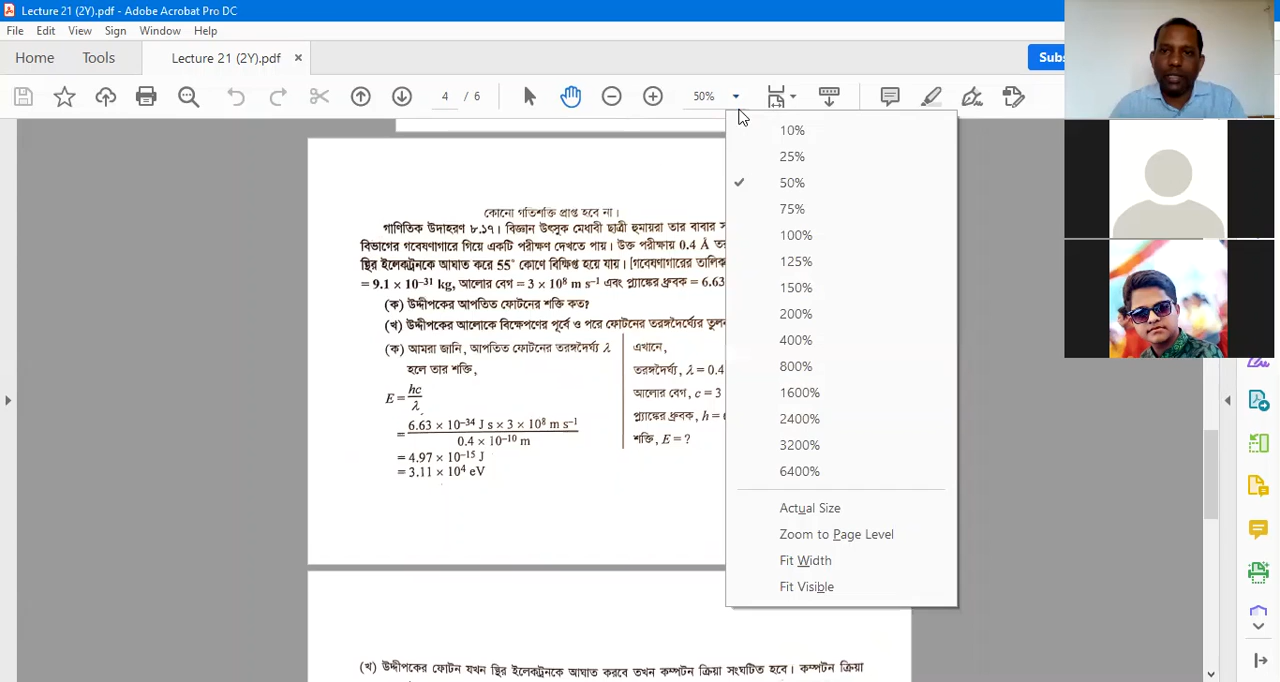 Lecture 21 (2Y).pdf - Adobe Acrobat Pro DC
File Edit View Sign Window Help
Home Tools Lecture 21 (2Y).pdf × Subs
4 / 6 50%
10%
25%
50%
75%
100%
125%
150%
200%
400%
800%
1600%
2400%
3200%
6400%
Actual Size
Zoom to Page Level
Fit Width
Fit Visible
কোনো গতিশক্তি প্রাপ্ত হবে না।
গাণিতিক উদাহরণ ৮.১৭। বিজ্ঞান উৎসুক মেধাবী ছাত্রী হুমায়রা তার বাবার
বিভাগের গবেষণাগারে গিয়ে একটি পরীক্ষণ দেখতে পায়। উক্ত পরীক্ষায় 0.4 Å
স্থির ইলেকট্রনকে আঘাত করে 55° কোণে বিক্ষিপ্ত হয়ে যায়। [গবেষণাগারের
= 9.1 × 10⁻³¹ kg, আলোর বেগ = 3 × 10⁸ m s⁻¹ এবং প্ল্যাঙ্কের ধ্রুবক = 6.63
(ক) উদ্দীপকের আপতিত ফোটনের শক্তি কত?
(খ) উদ্দীপকের আলোকে বিক্ষেপণের পূর্বে ও পরে ফোটনের তরঙ্গদৈর্ঘ্যের
(ক) আমরা জানি, আপতিত ফোটনের তরঙ্গদৈর্ঘ্য λ
হলে তার শক্তি,
E = hc/λ
= 6.63 × 10⁻³⁴ J s × 3 × 10⁸ m s⁻¹
0.4 × 10⁻¹⁰ m
= 4.97 × 10⁻¹⁵ J
= 3.11 × 10⁴ eV
এখানে,
তরঙ্গদৈর্ঘ্য, λ = 0.4
আলোর বেগ, c = 3
প্ল্যাঙ্কের ধ্রুবক, h =
শক্তি, E = ?
(খ) উদ্দীপকের ফোটন যখন স্থির ইলেকট্রনকে আঘাত করবে তখন কম্পটন ক্রিয়া সংঘটিত হবে। কম্পটন ক্রিয়া